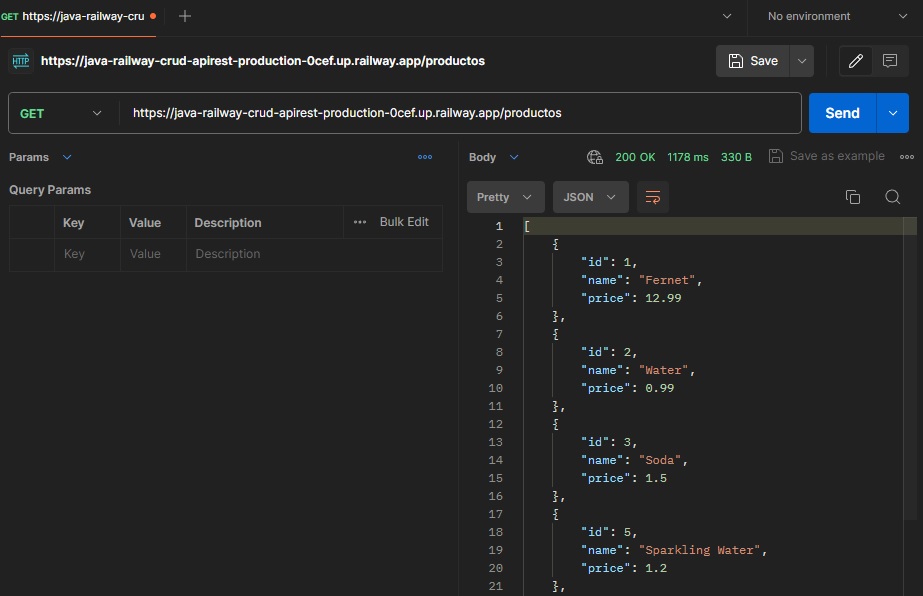 GET https://java-railway-cru
No environment
HTTP https://java-railway-crud-apirest-production-0cef.up.railway.app/productos
Save
GET https://java-railway-crud-apirest-production-0cef.up.railway.app/productos
Send
Params
Body 200 OK 1178 ms 330 B Save as example
Query Params
Key Value Description Bulk Edit
Key Value Description
Pretty JSON
1 [
2 {
3 "id": 1,
4 "name": "Fernet",
5 "price": 12.99
6 },
7 {
8 "id": 2,
9 "name": "Water",
10 "price": 0.99
11 },
12 {
13 "id": 3,
14 "name": "Soda",
15 "price": 1.5
16 },
17 {
18 "id": 5,
19 "name": "Sparkling Water",
20 "price": 1.2
21 },